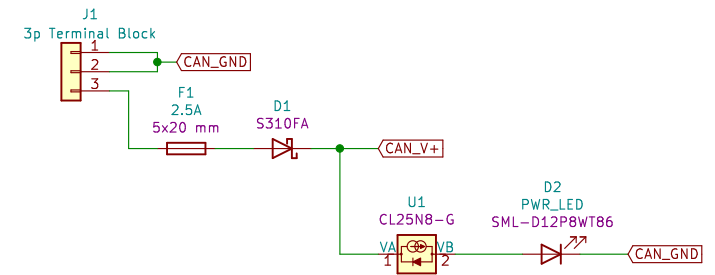 J1
3p Terminal Block
1
2
3
CAN_GND
F1
2.5A
5x20 mm
D1
S310FA
CAN_V+
U1
CL25N8-G
VA
VB
1
2
D2
PWR_LED
SML-D12P8WT86
CAN_GND